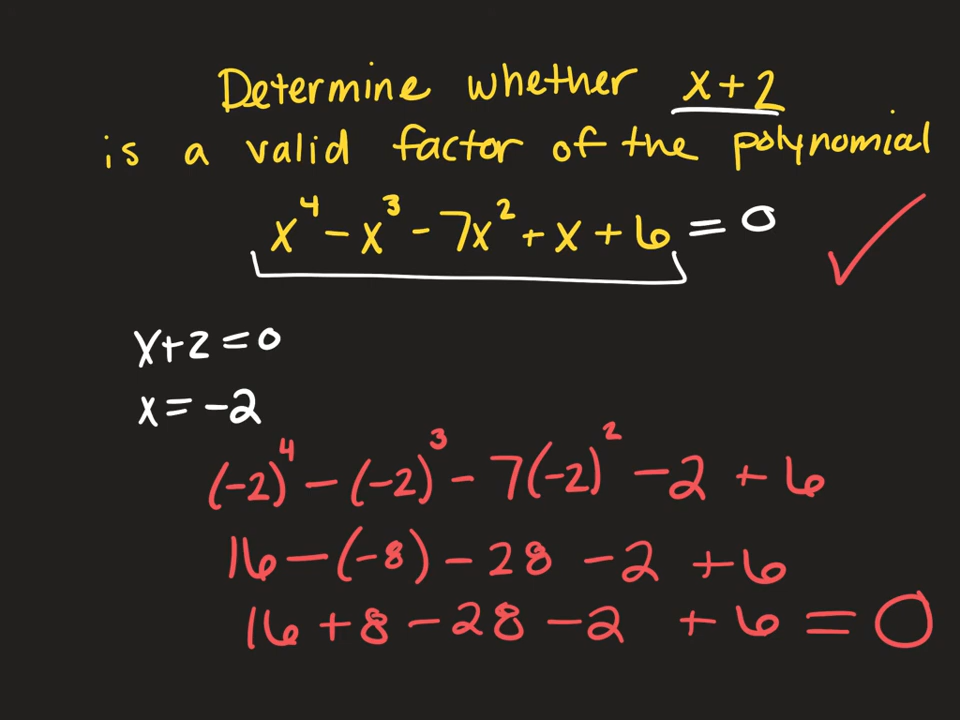 Determine whether x+2
is a valid factor of the polynomial
x⁴ - x³ - 7x² + x + 6 = 0
x+2 = 0
x = -2
(-2)⁴ - (-2)³ - 7(-2)² - 2 + 6
16 - (-8) - 28 - 2 + 6
16 + 8 - 28 - 2 + 6 = 0